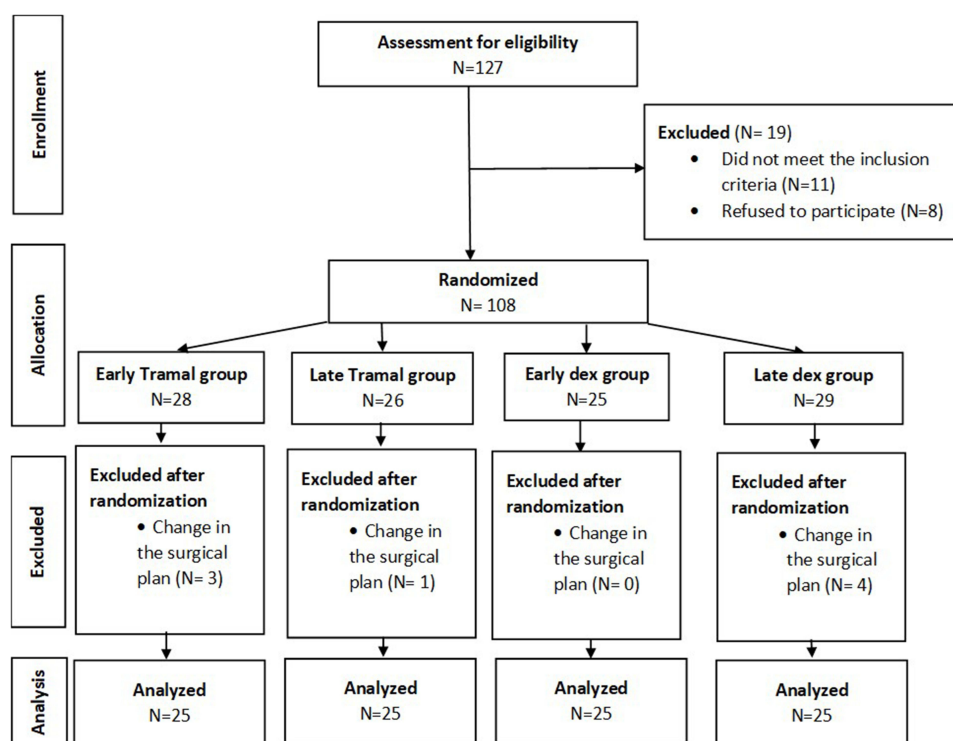 Enrollment
Assessment for eligibility
N=127
Excluded (N= 19)
• Did not meet the inclusion
criteria (N=11)
• Refused to participate (N=8)
Allocation
Randomized
N= 108
Early Tramal group
N=28
Late Tramal group
N=26
Early dex group
N=25
Late dex group
N=29
Excluded
Excluded after
randomization
• Change in
the surgical
plan (N= 3)
Excluded after
randomization
• Change in
the surgical
plan (N= 1)
Excluded after
randomization
• Change in
the surgical
plan (N= 0)
Excluded after
randomization
• Change in
the surgical
plan (N= 4)
Analysis
Analyzed
N=25
Analyzed
N=25
Analyzed
N=25
Analyzed
N=25